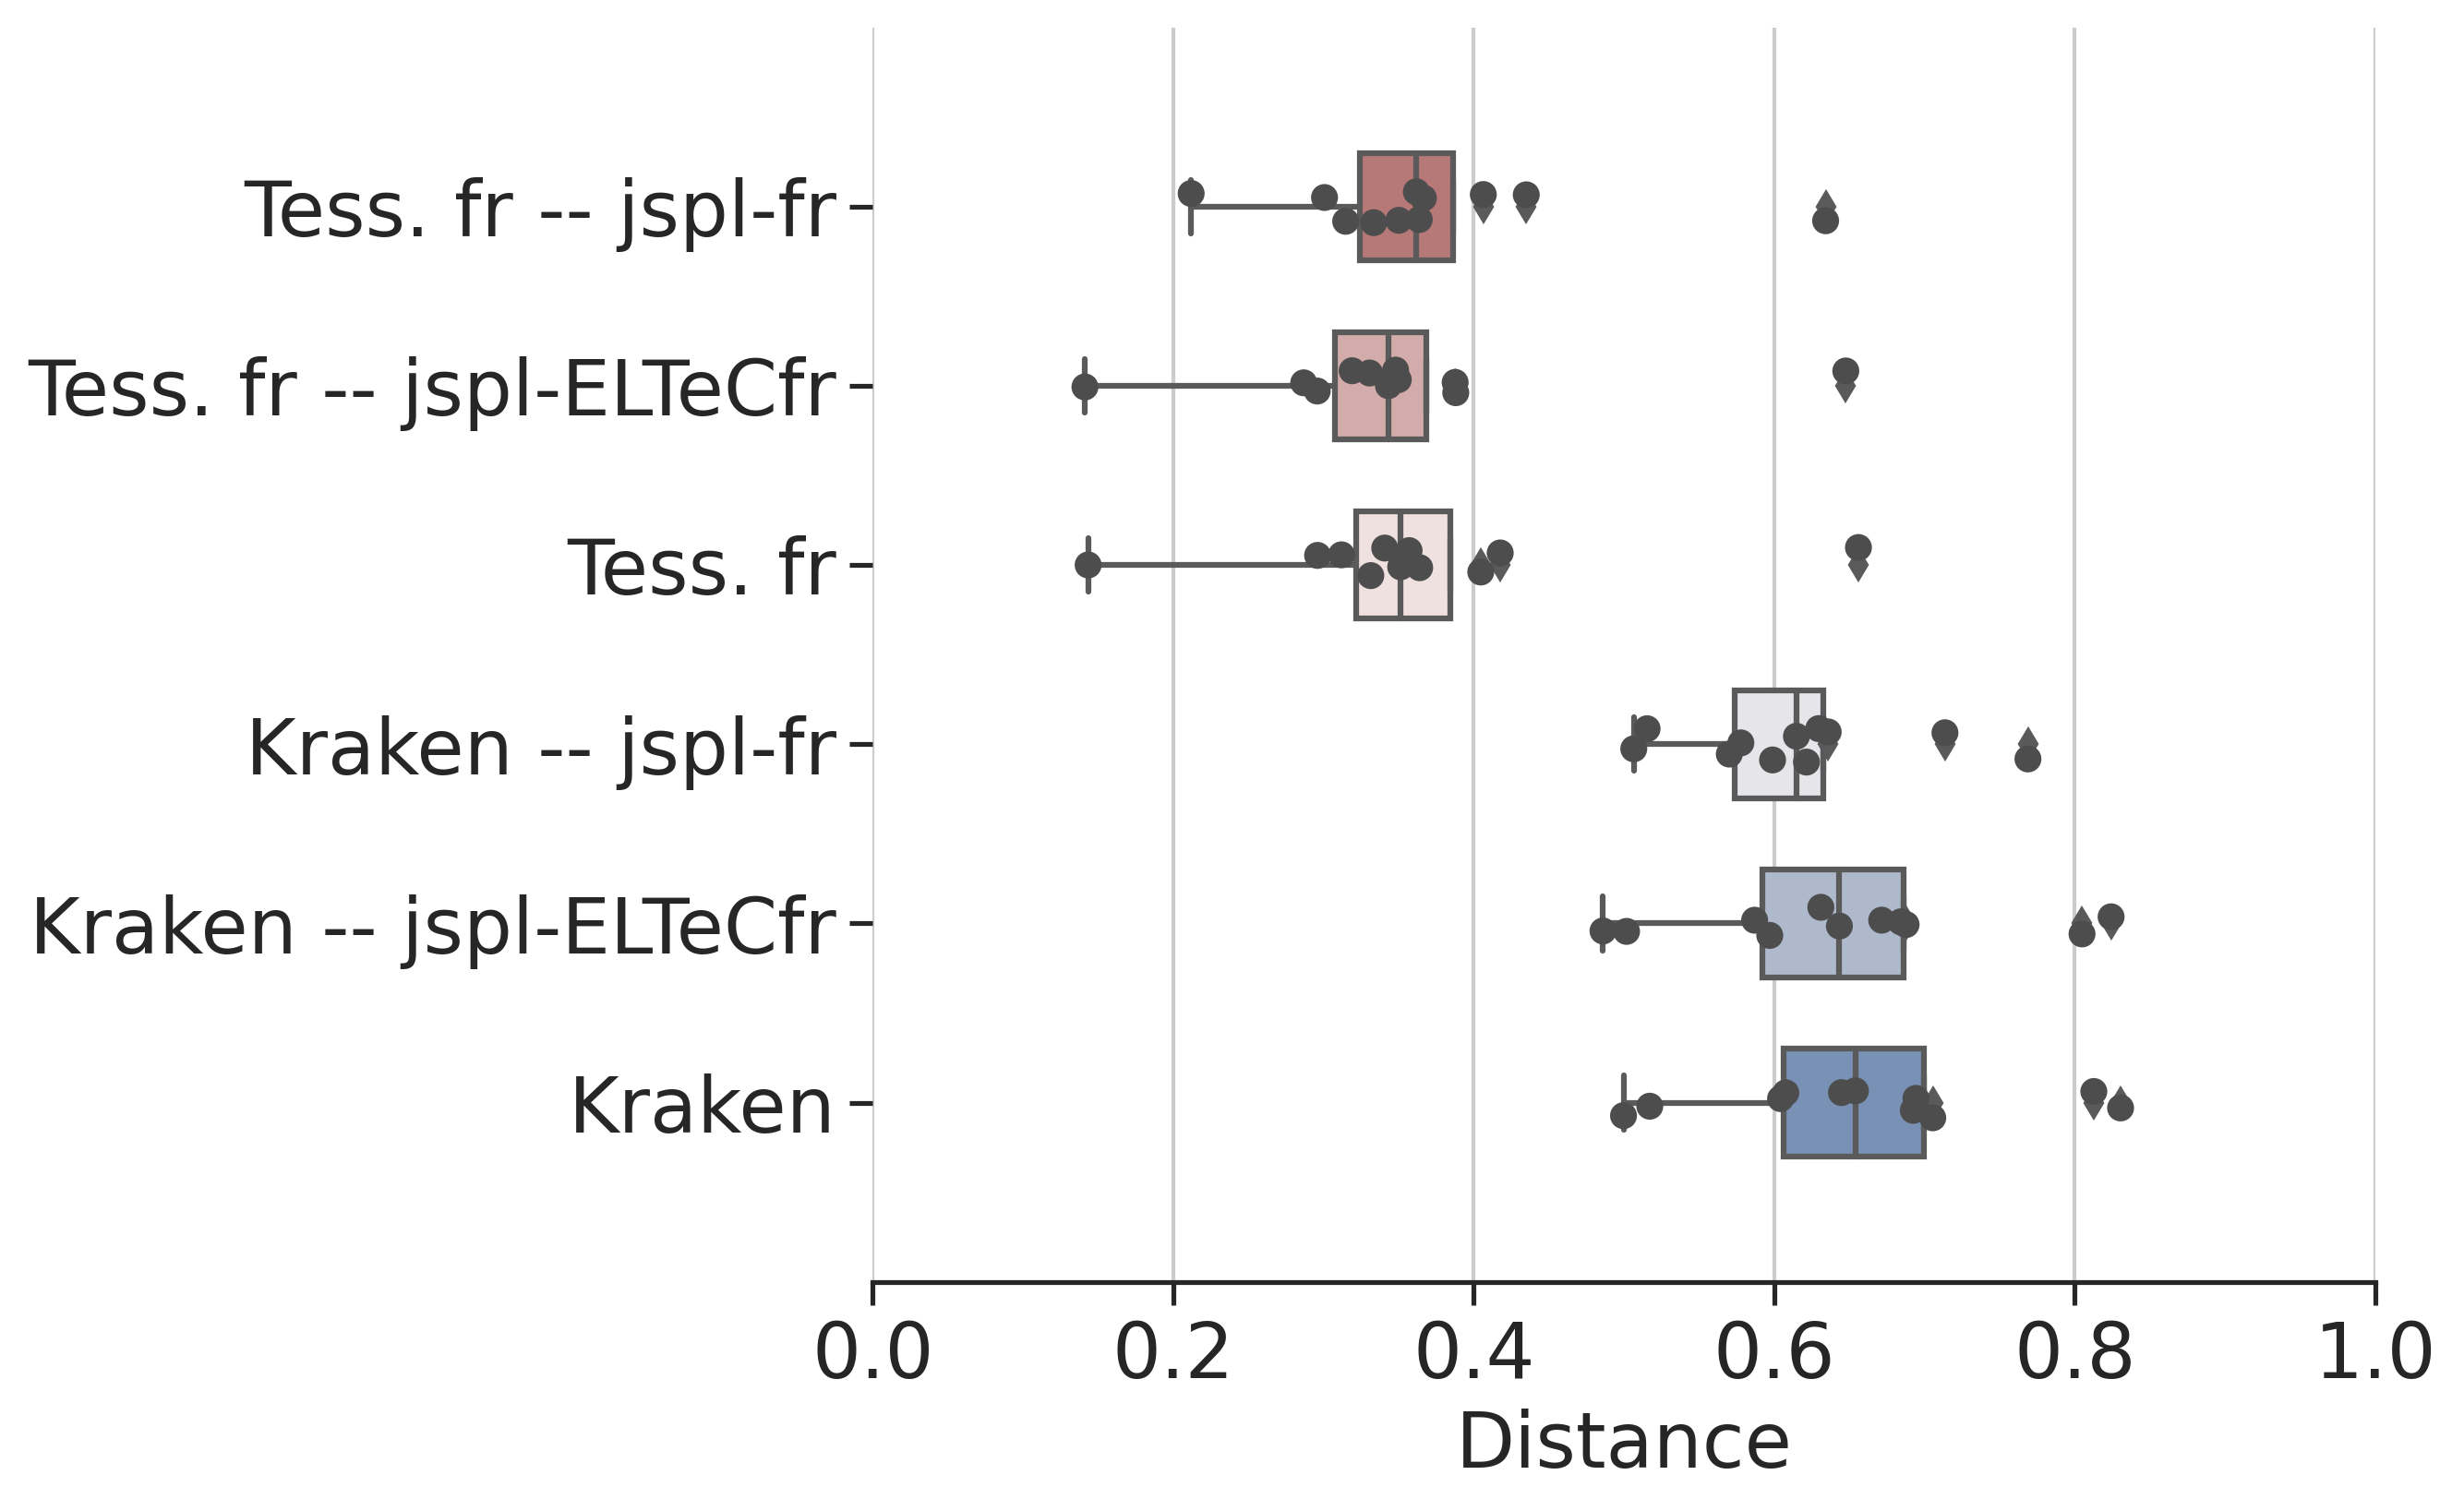 Tess. fr -- jspl-fr
Tess. fr -- jspl-ELTeCfr
Tess. fr
Kraken -- jspl-fr
Kraken -- jspl-ELTeCfr
Kraken
0.0 0.2 0.4 0.6 0.8 1.0
Distance